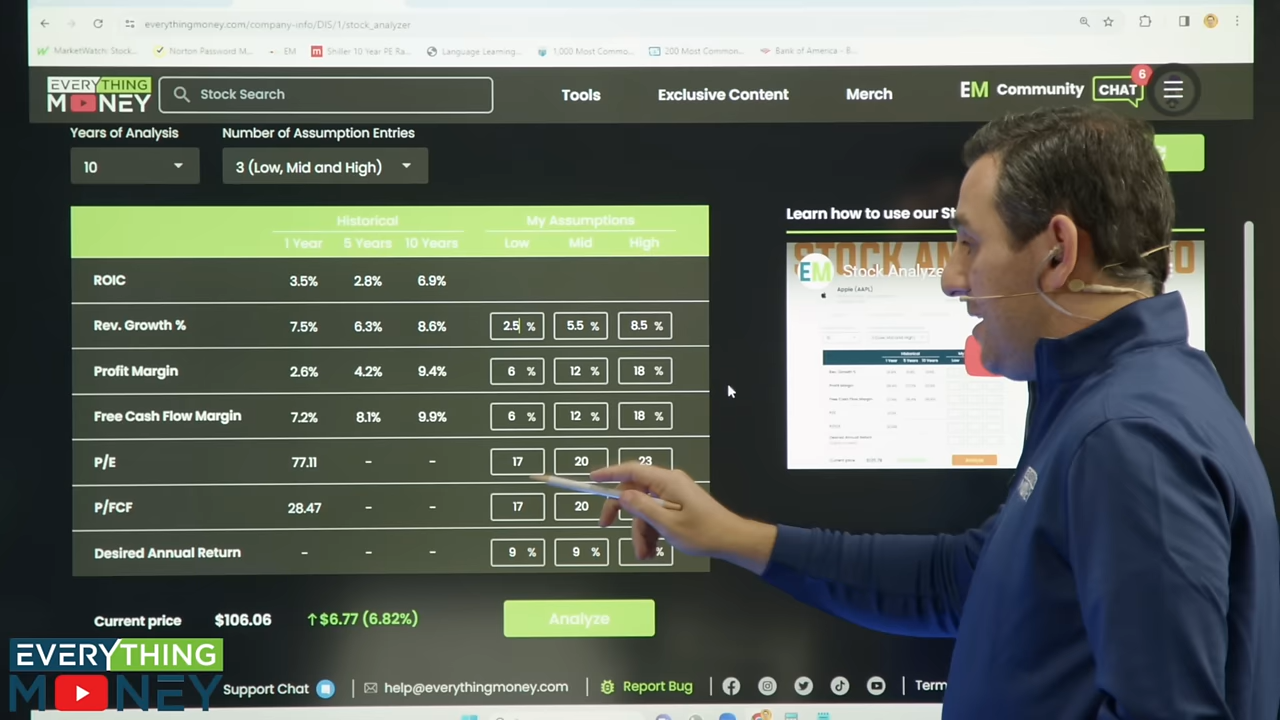 everythingmoney.com/company-info/DIS/1/stock_analyzer
MarketWatch: Stock... Norton Password M... EM Shiller 10 Year PE Ra... Language Learning... 1,000 Most Commo... 200 Most Common... Bank of America - B...
EVERYTHING
MONEY
Stock Search
Tools
Exclusive Content
Merch
EM Community
CHAT
6
Years of Analysis
Number of Assumption Entries
10
3 (Low, Mid and High)
Historical My Assumptions
1 Year 5 Years 10 Years Low Mid High
ROIC 3.5% 2.8% 6.9%
Rev. Growth % 7.5% 6.3% 8.6% 2.5 % 5.5 % 8.5 %
Profit Margin 2.6% 4.2% 9.4% 6 % 12 % 18 %
Free Cash Flow Margin 7.2% 8.1% 9.9% 6 % 12 % 18 %
P/E 77.11 - - 17 20 23
P/FCF 28.47 - - 17 20
Desired Annual Return - - - 9 % 9 % %
Current price $106.06 ↑$6.77 (6.82%)
Analyze
Learn how to use our St
STOCK AN
EM
Stock Analyze
Apple (AAPL)
EVERYTHING
MONEY
Support Chat
help@everythingmoney.com
Report Bug
Term